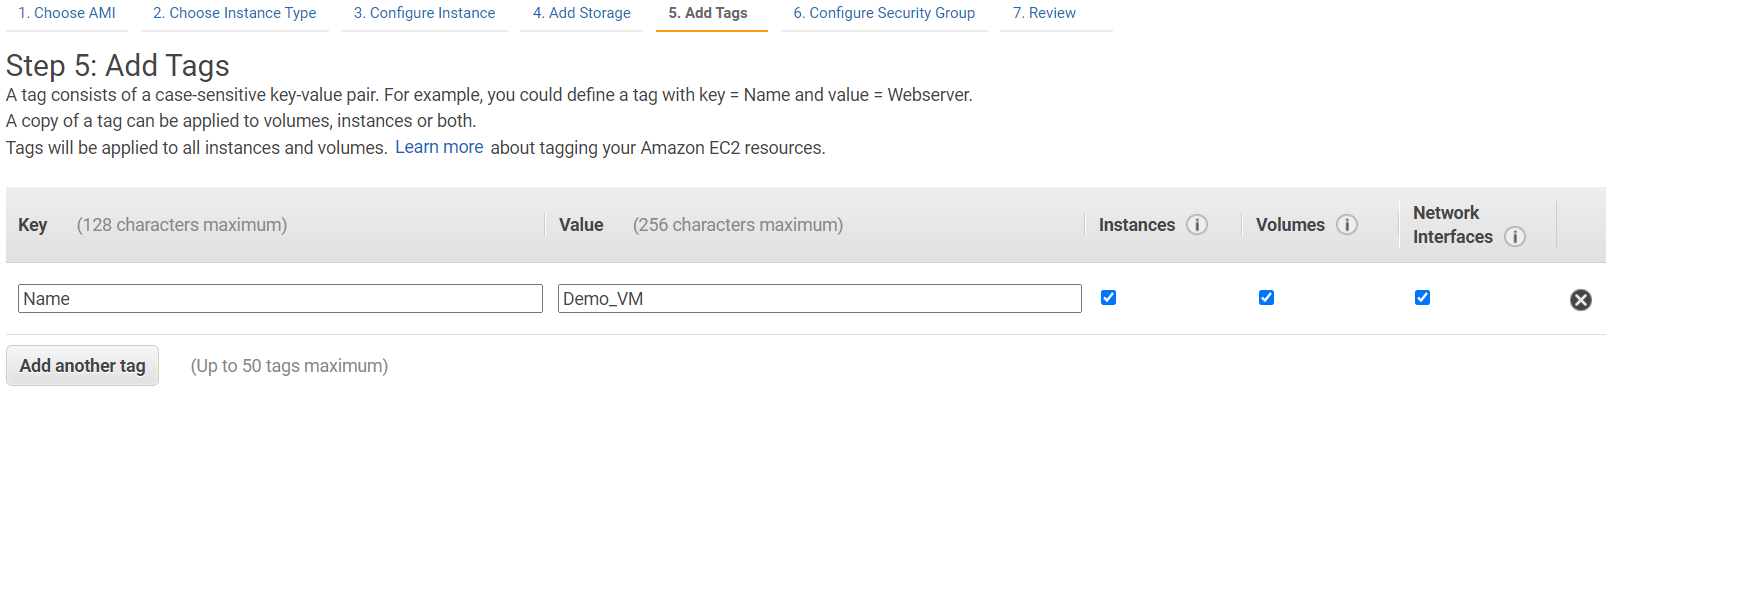 1. Choose AMI 2. Choose Instance Type 3. Configure Instance 4. Add Storage 5. Add Tags 6. Configure Security Group 7. Review
Step 5: Add Tags
A tag consists of a case-sensitive key-value pair. For example, you could define a tag with key = Name and value = Webserver.
A copy of a tag can be applied to volumes, instances or both.
Tags will be applied to all instances and volumes. Learn more about tagging your Amazon EC2 resources.
Key (128 characters maximum) Value (256 characters maximum) Instances i Volumes i Network
Interfaces i
Name Demo_VM
Add another tag (Up to 50 tags maximum)